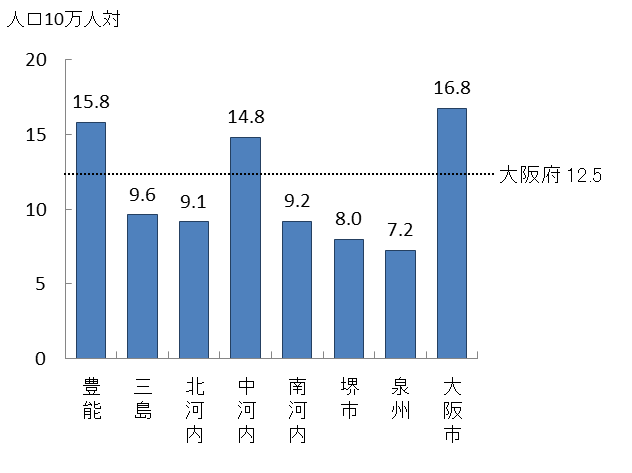 人口10万人対
20
15
10
5
0
15.8
9.6
9.1
14.8
9.2
8.0
7.2
16.8
大阪府 12.5
豊能
三島
北河内
中河内
南河内
堺市
泉州
大阪市